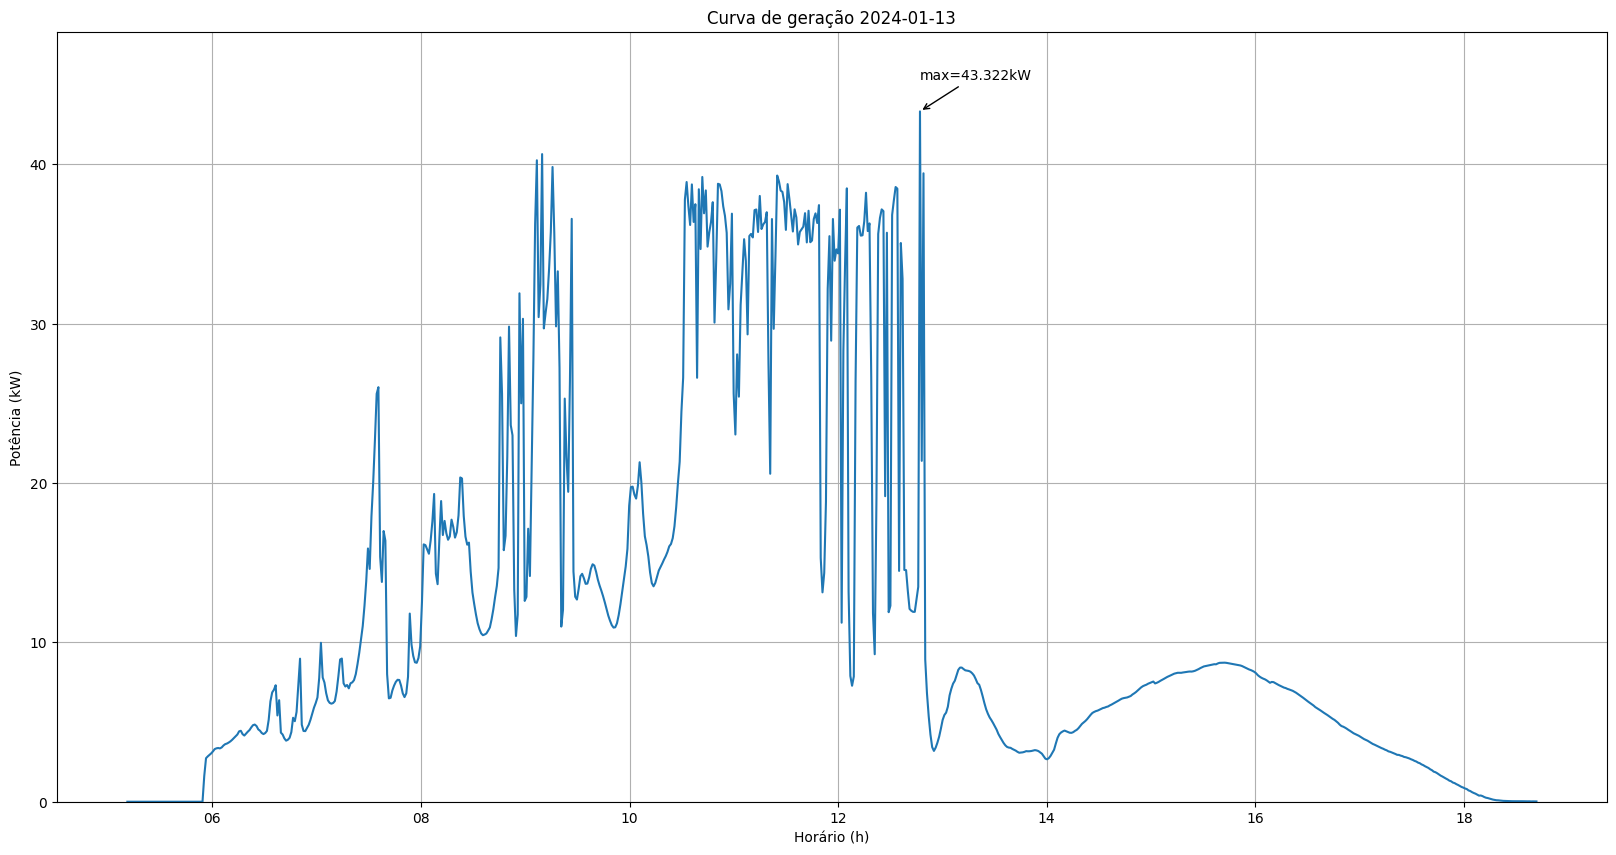 Curva de geração 2024-01-13
max=43.322kW
Potência (kW)
40
30
20
10
0
06 08 10 12 14 16 18
Horário (h)